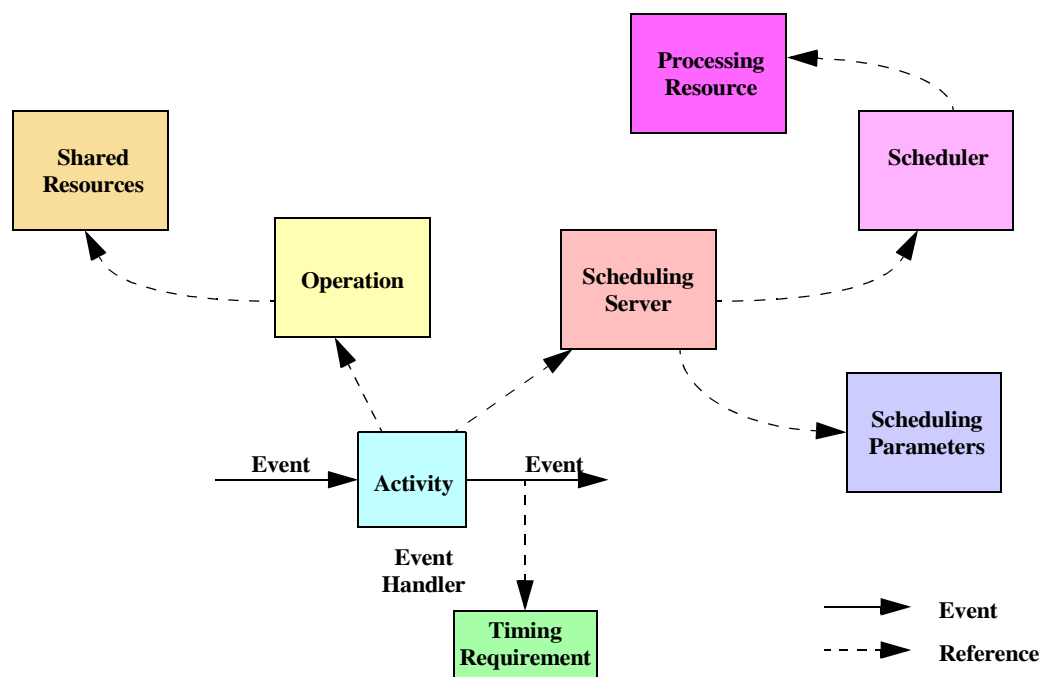 Processing
Resource
Shared
Resources
Scheduler
Operation
Scheduling
Server
Scheduling
Parameters
Event
Activity
Event
Event
Handler
Timing
Requirement
Event
Reference